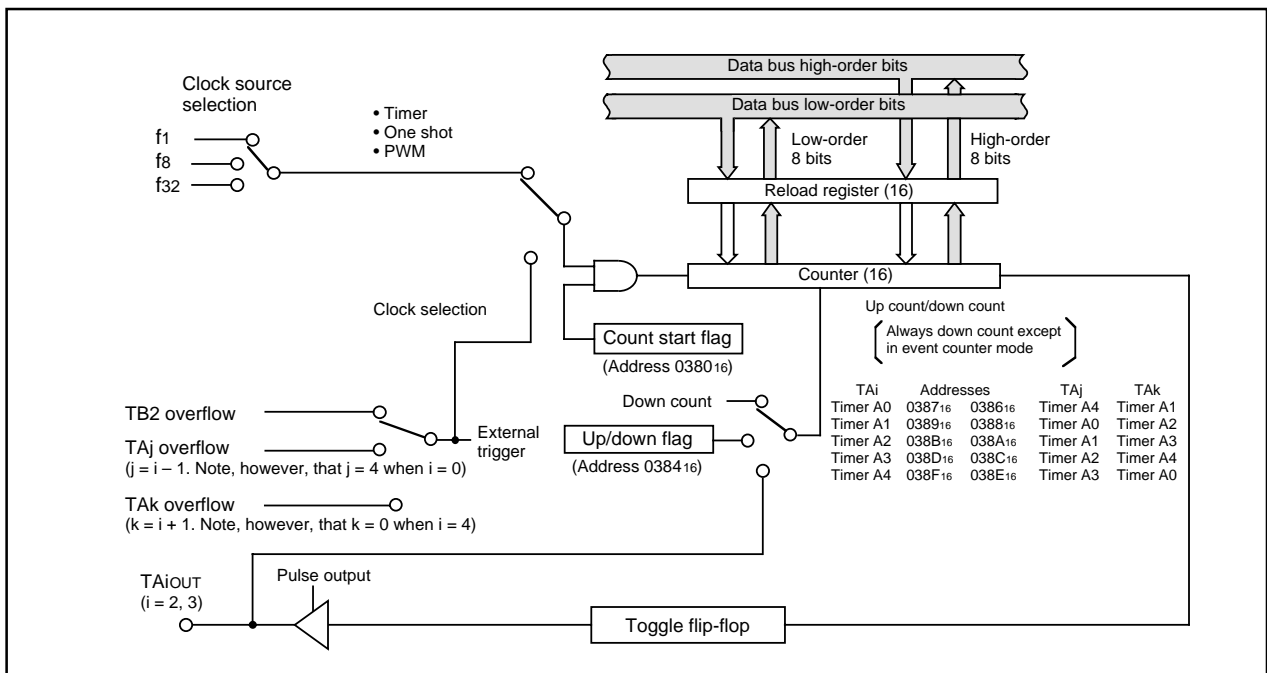 Data bus high-order bits
Data bus low-order bits
Clock source
selection
• Timer
• One shot
• PWM
f1
f8
f32
Low-order
8 bits
High-order
8 bits
Reload register (16)
Counter (16)
Clock selection
Count start flag
(Address 038016)
Up count/down count
Always down count except
in event counter mode
TB2 overflow
TAj overflow
(j = i – 1. Note, however, that j = 4 when i = 0)
External
trigger
TAk overflow
(k = i + 1. Note, however, that k = 0 when i = 4)
Down count
Up/down flag
(Address 038416)
TAi Addresses TAj TAk
Timer A0 038716 038616 Timer A4 Timer A1
Timer A1 038916 038816 Timer A0 Timer A2
Timer A2 038B16 038A16 Timer A1 Timer A3
Timer A3 038D16 038C16 Timer A2 Timer A4
Timer A4 038F16 038E16 Timer A3 Timer A0
TAiOUT
(i = 2, 3)
Pulse output
Toggle flip-flop